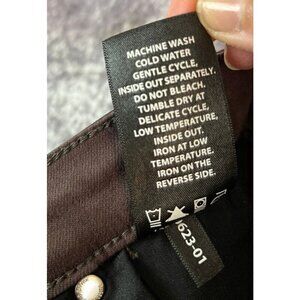 MACHINE WASH
COLD WATER
GENTLE CYCLE,
INSIDE OUT SEPARATELY.
DO NOT BLEACH.
TUMBLE DRY AT
DELICATE CYCLE,
LOW TEMPERATURE,
INSIDE OUT.
IRON AT LOW
TEMPERATURE.
IRON ON THE
REVERSE SIDE.
623-01